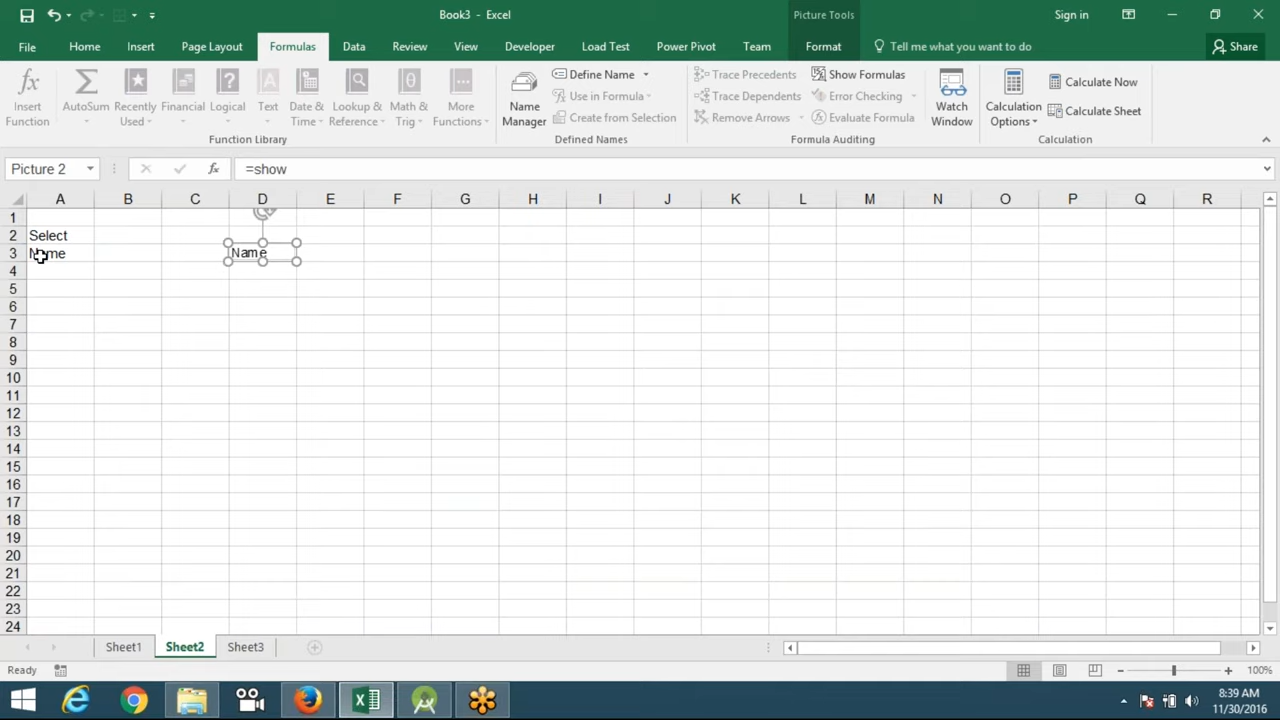 Book3 - Excel
Picture Tools
Sign in
File
Home
Insert
Page Layout
Formulas
Data
Review
View
Developer
Load Test
Power Pivot
Team
Format
Tell me what you want to do
Share
Insert Function
AutoSum
Recently Used
Financial
Logical
Text
Date & Time
Lookup & Reference
Math & Trig
More Functions
Function Library
Name Manager
Define Name
Use in Formula
Create from Selection
Defined Names
Trace Precedents
Trace Dependents
Remove Arrows
Show Formulas
Error Checking
Evaluate Formula
Formula Auditing
Watch Window
Calculation Options
Calculate Now
Calculate Sheet
Calculation
Picture 2
fx
=show
A B C D E F G H I J K L M N O P Q R
1
2 Select
3 Name Name
4
5
6
7
8
9
10
11
12
13
14
15
16
17
18
19
20
21
22
23
24
Sheet1
Sheet2
Sheet3
Ready
100%
8:39 AM
11/30/2016